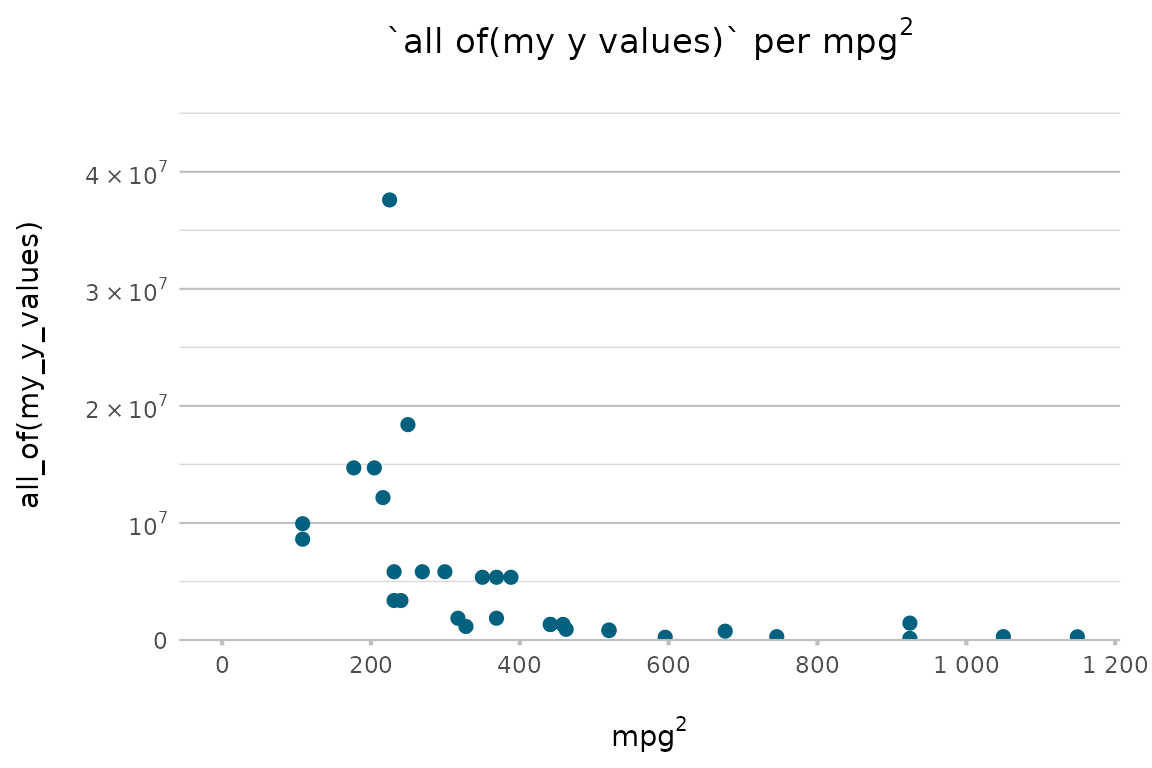 `all of(my y values)` per mpg²
all_of(my_y_values)
4 × 10⁷
3 × 10⁷
2 × 10⁷
10⁷
0
0 200 400 600 800 1 000 1 200
mpg²